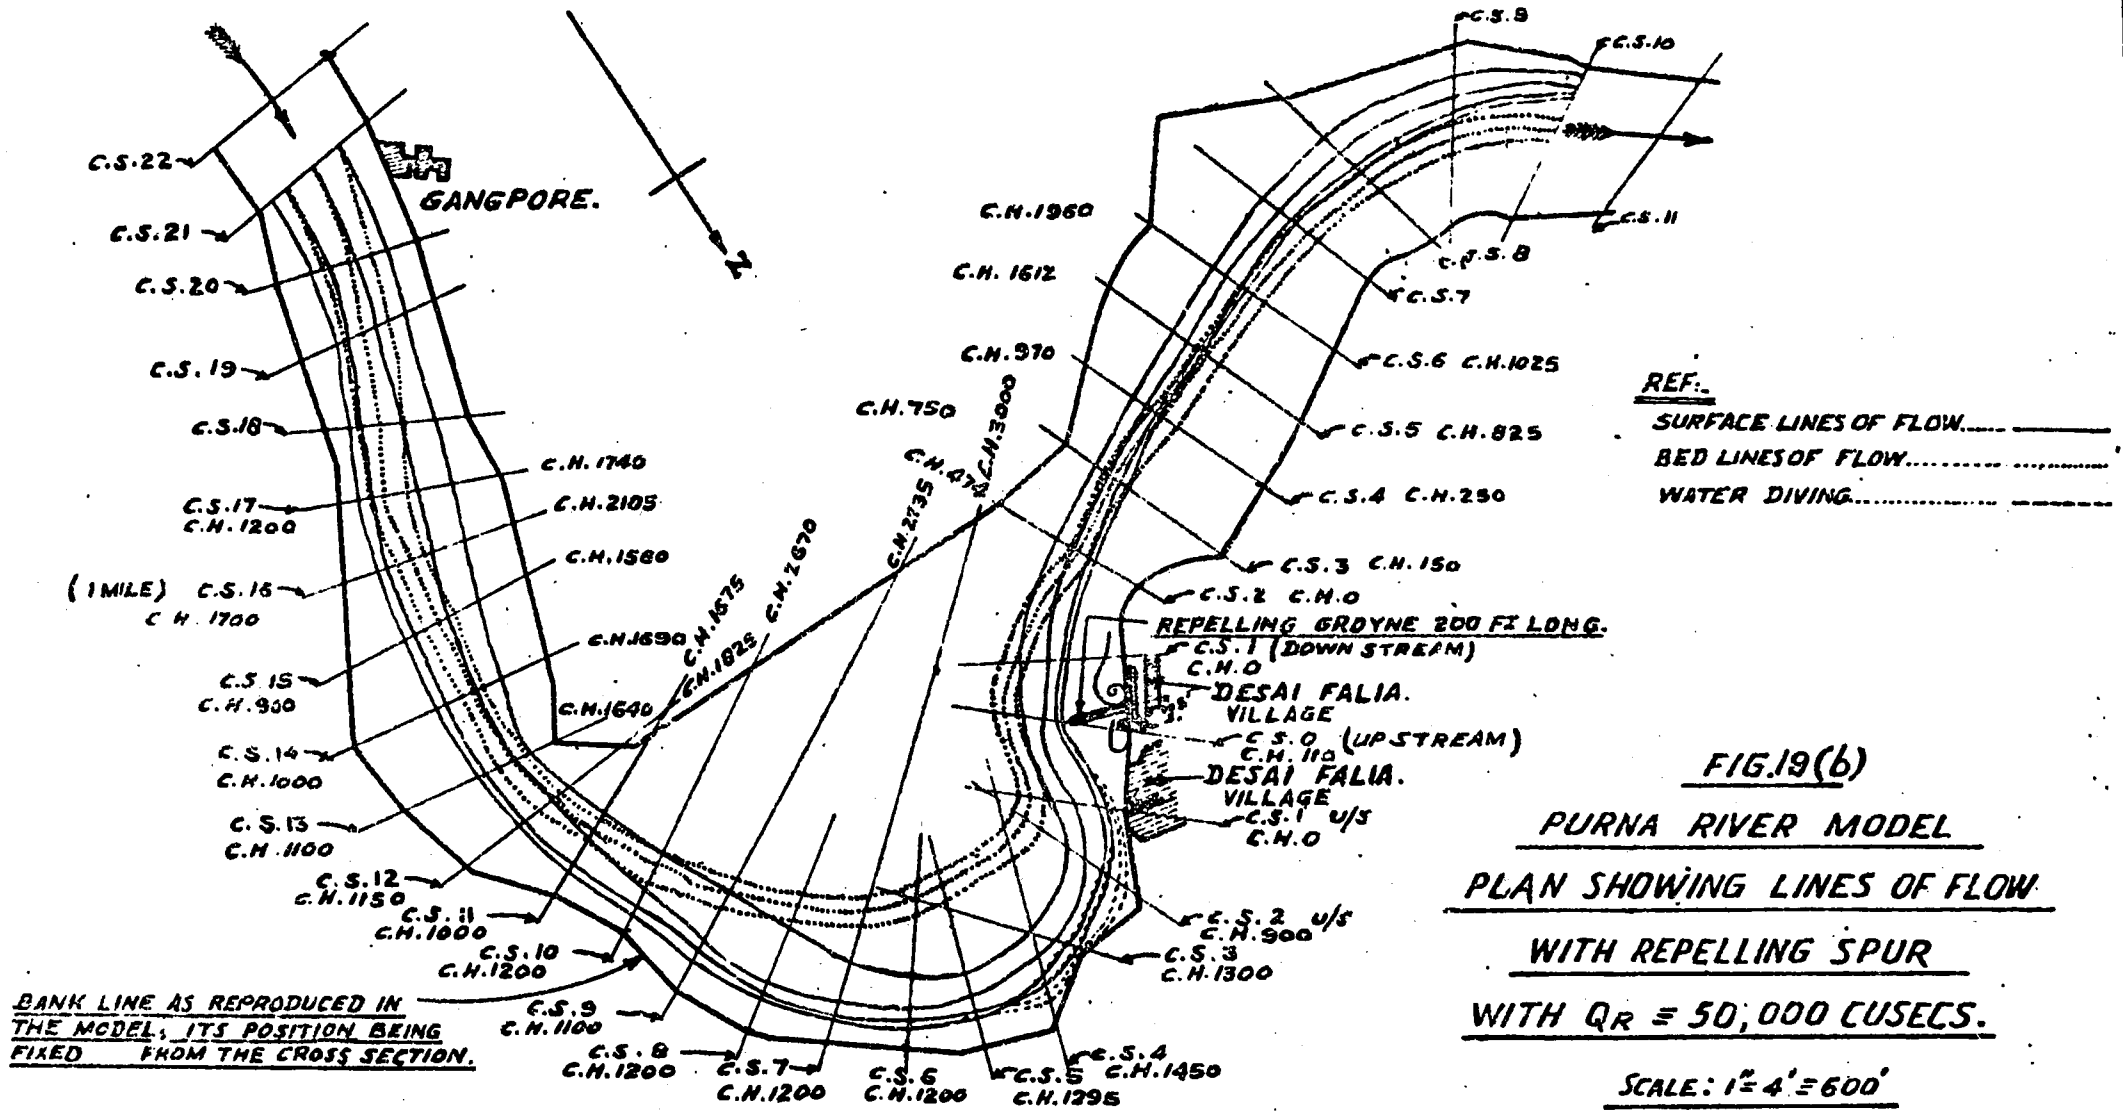 C.S.9
C.S.10
C.S.22
GANGPORE.
C.S.21
C.S.20
C.S.19
C.S.18
C.S.17
C.H.1200
(1 MILE) C.S.16
C.H.1700
C.S.15
C.H.900
C.S.14
C.H.1000
C.S.13
C.H.1100
C.S.12
C.H.1150
C.S.11
C.H.1000
C.S.10
C.H.1200
C.S.9
C.H.1100
C.S.8
C.H.1200
C.S.7
C.H.1200
C.S.6
C.H.1200
C.S.5
C.H.1295
C.S.4
C.H.1450
C.S.3
C.H.1300
C.S.2 U/S
C.H.900
C.S.1 U/S
C.H.0
DESAI FALIA.
VILLAGE
C.S.0 (UPSTREAM)
C.H.110
DESAI FALIA.
VILLAGE
C.S.1 (DOWN STREAM)
C.H.0
REPELLING GROYNE 200 FT LONG.
C.S.2 C.H.0
C.S.3 C.H.150
C.S.4 C.H.250
C.S.5 C.H.825
C.S.6 C.H.1025
C.S.7
C.S.8
C.S.11
N
C.H.1960
C.H.1612
C.H.970
C.H.750
C.H.3000
C.H.2735
C.H.2670
C.H.1675
C.H.1825
C.H.1640
C.H.1690
C.H.1560
C.H.2105
C.H.1740
REF:-
SURFACE LINES OF FLOW
BED LINES OF FLOW
WATER DIVING
BANK LINE AS REPRODUCED IN
THE MODEL, ITS POSITION BEING
FIXED FROM THE CROSS SECTION.
FIG.19(b)
PURNA RIVER MODEL
PLAN SHOWING LINES OF FLOW
WITH REPELLING SPUR
WITH QR = 50,000 CUSECS.
SCALE: 1"=4'=600'